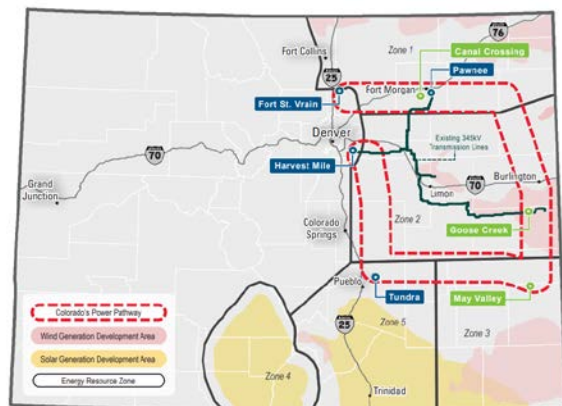 Zone 1
76
Canal Crossing
Fort Collins
25
Fort Morgan
Pawnee
Fort St. Vrain
Denver
Existing 345kV
Transmission Lines
Harvest Mile
70
Grand
Junction
Limon
70
Burlington
Zone 2
Goose Creek
Colorado
Springs
Pueblo
Tundra
May Valley
Colorado's Power Pathway
Wind Generation Development Area
Solar Generation Development Area
Energy Resource Zone
25
Zone 5
Zone 3
Zone 4
Trinidad